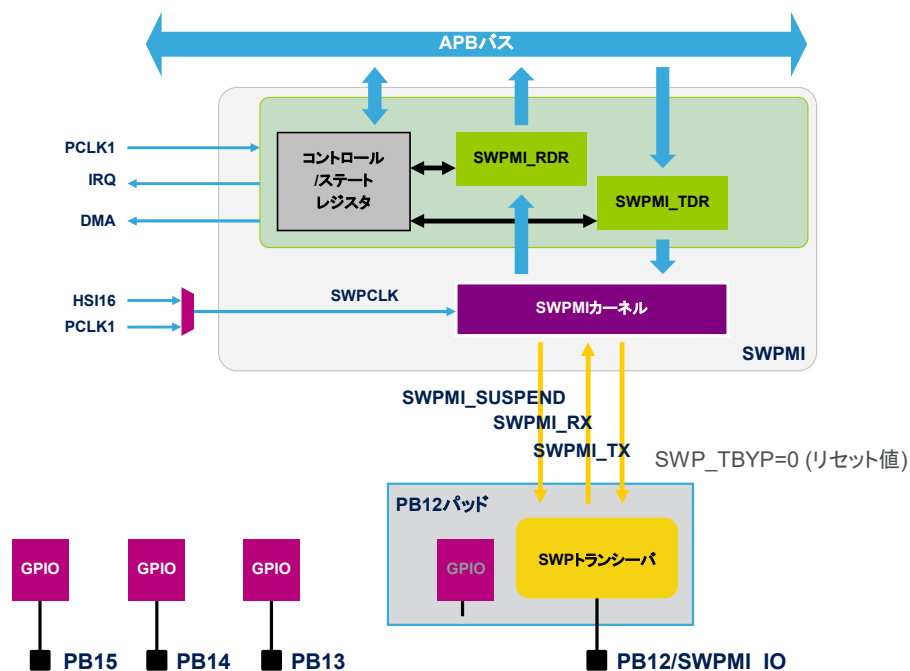 APBバス
PCLK1
IRQ
DMA
コントロール
/ステート
レジスタ
SWPMI_RDR
SWPMI_TDR
HSI16
PCLK1
SWPCLK
SWPMIカーネル
SWPMI
SWPMI_SUSPEND
SWPMI_RX
SWPMI_TX
SWP_TBYP=0 (リセット値)
PB12パッド
GPIO
GPIO
GPIO
GPIO
SWPトランシーバ
PB15
PB14
PB13
PB12/SWPMI_IO